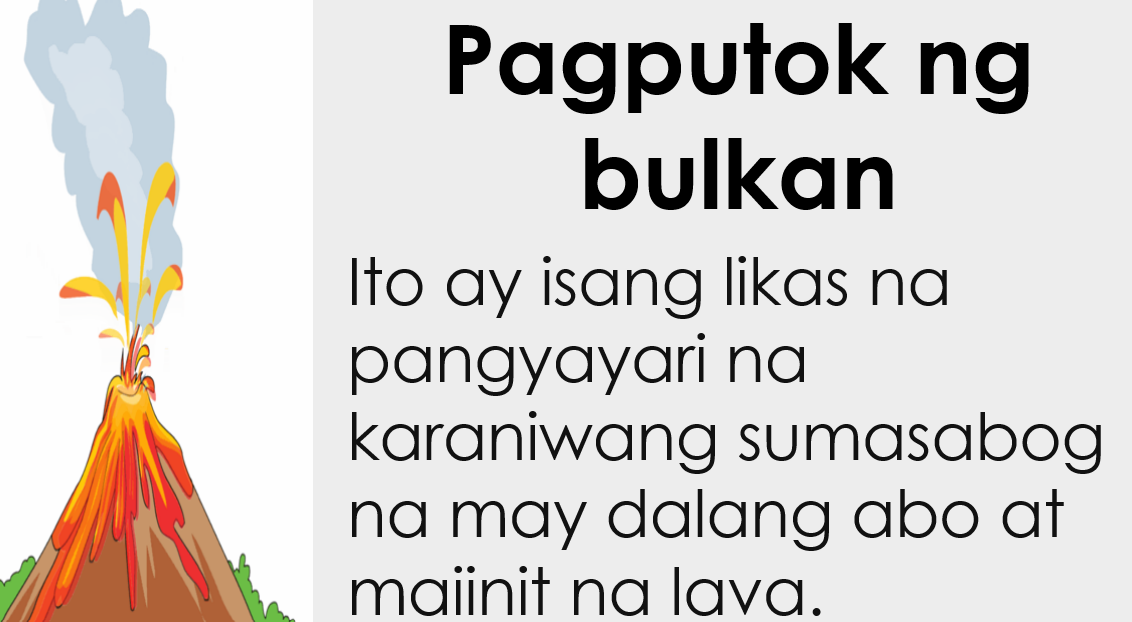 Pagputok ng
bulkan
Ito ay isang likas na
pangyayari na
karaniwang sumasabog
na may dalang abo at
maiinit na lava.